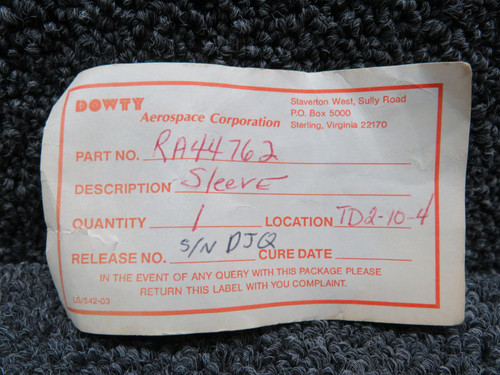 DOWTY
Aerospace Corporation
Staverton West, Sully Road
P.O. Box 5000
Sterling, Virginia 22170
PART NO. RA44762
DESCRIPTION Sleeve
QUANTITY 1 LOCATION TD2-10-4
S/N DJQ
RELEASE NO. CURE DATE
IN THE EVENT OF ANY QUERY WITH THIS PACKAGE PLEASE
RETURN THIS LABEL WITH YOUR COMPLAINT.
US/542-03